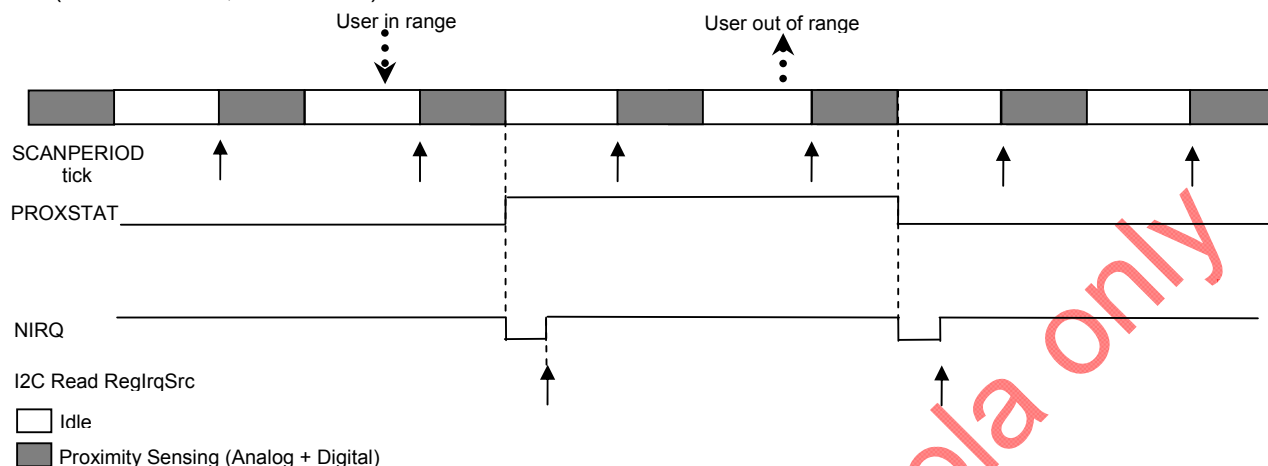 User in range
User out of range
SCANPERIOD
tick
PROXSTAT
NIRQ
I2C Read RegIrqSrc
Idle
Proximity Sensing (Analog + Digital)
only